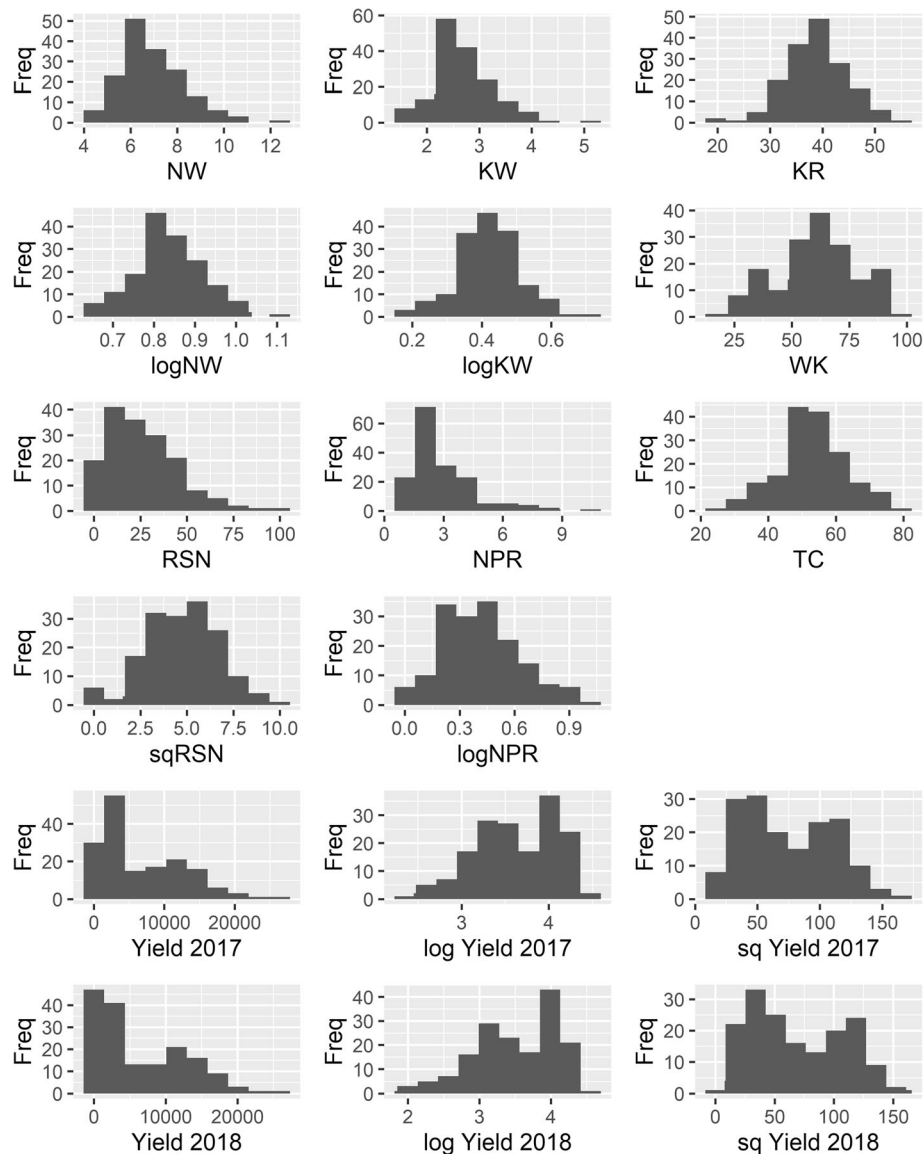 Freq
50
40
30
20
10
0
4 6 8 10 12
NW
Freq
60
40
20
0
2 3 4 5
KW
Freq
50
40
30
20
10
0
20 30 40 50
KR
Freq
40
30
20
10
0
0.7 0.8 0.9 1.0 1.1
logNW
Freq
40
30
20
10
0
0.2 0.4 0.6
logKW
Freq
40
30
20
10
0
25 50 75 100
WK
Freq
40
30
20
10
0
0 25 50 75 100
RSN
Freq
60
40
20
0
0 3 6 9
NPR
Freq
40
30
20
10
0
20 40 60 80
TC
Freq
30
20
10
0
0.0 2.5 5.0 7.5 10.0
sqRSN
Freq
30
20
10
0
0.0 0.3 0.6 0.9
logNPR
Freq
40
20
0
0 10000 20000
Yield 2017
Freq
30
20
10
0
3 4
log Yield 2017
Freq
30
20
10
0
0 50 100 150
sq Yield 2017
Freq
40
30
20
10
0
0 10000 20000
Yield 2018
Freq
40
30
20
10
0
2 3 4
log Yield 2018
Freq
30
20
10
0
0 50 100 150
sq Yield 2018